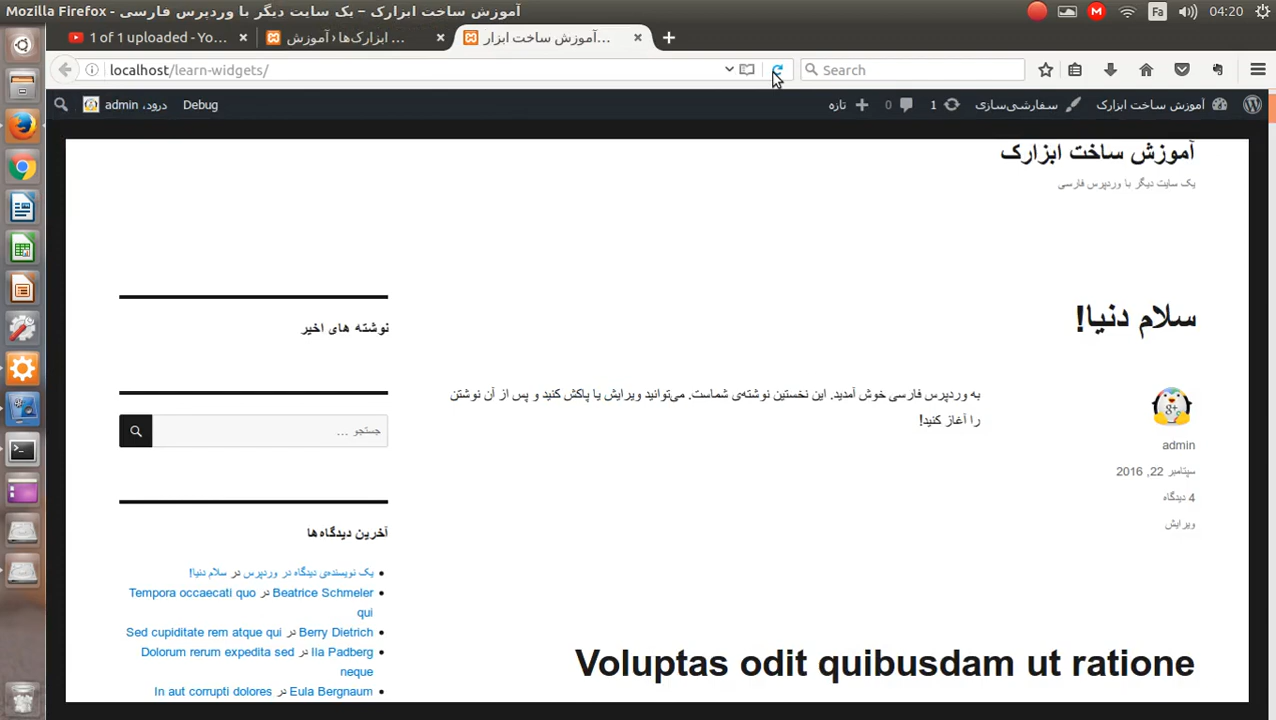 آموزش ساخت ابزارک – یک سایت دیگر با وردپرس فارسی - Mozilla Firefox
Fa
04:20
1 of 1 uploaded - Yo...
ابزارک‌ها ‹ آموزش ...
آموزش ساخت ابزار...
localhost/learn-widgets/
Search
آموزش ساخت ابزارک
سفارشی‌سازی
1
0
تازه
Debug
درود، admin
آموزش ساخت ابزارک
یک سایت دیگر با وردپرس فارسی
سلام دنیا!
به وردپرس فارسی خوش آمدید. این نخستین نوشته‌ی شماست. می‌توانید ویرایش یا پاکش کنید و پس از آن نوشتن
را آغاز کنید!
admin
سپتامبر 22, 2016
4 دیدگاه
ویرایش
Voluptas odit quibusdam ut ratione
نوشته های اخیر
جستجو ...
آخرین دیدگاه‌ها
یک نویسنده‌ی دیدگاه در وردپرس در سلام دنیا!
Beatrice Schmeler در Tempora occaecati quo
qui
Berry Dietrich در Sed cupiditate rem atque qui
Ila Padberg در Dolorum rerum expedita sed
neque
Eula Bergnaum در In aut corrupti dolores